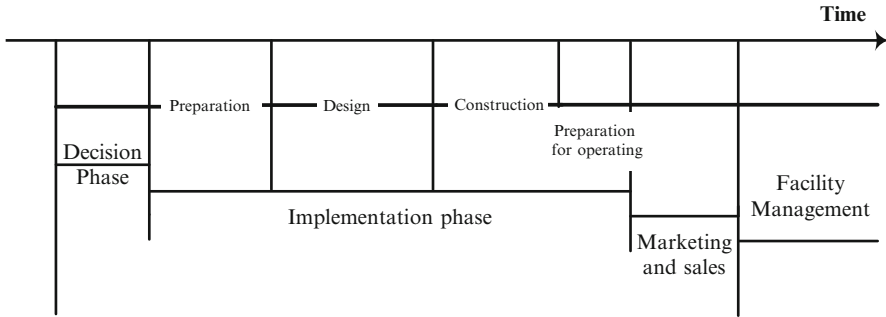 Time
Preparation
Design
Construction
Preparation
for operating
Decision
Phase
Implementation phase
Marketing
and sales
Facility
Management